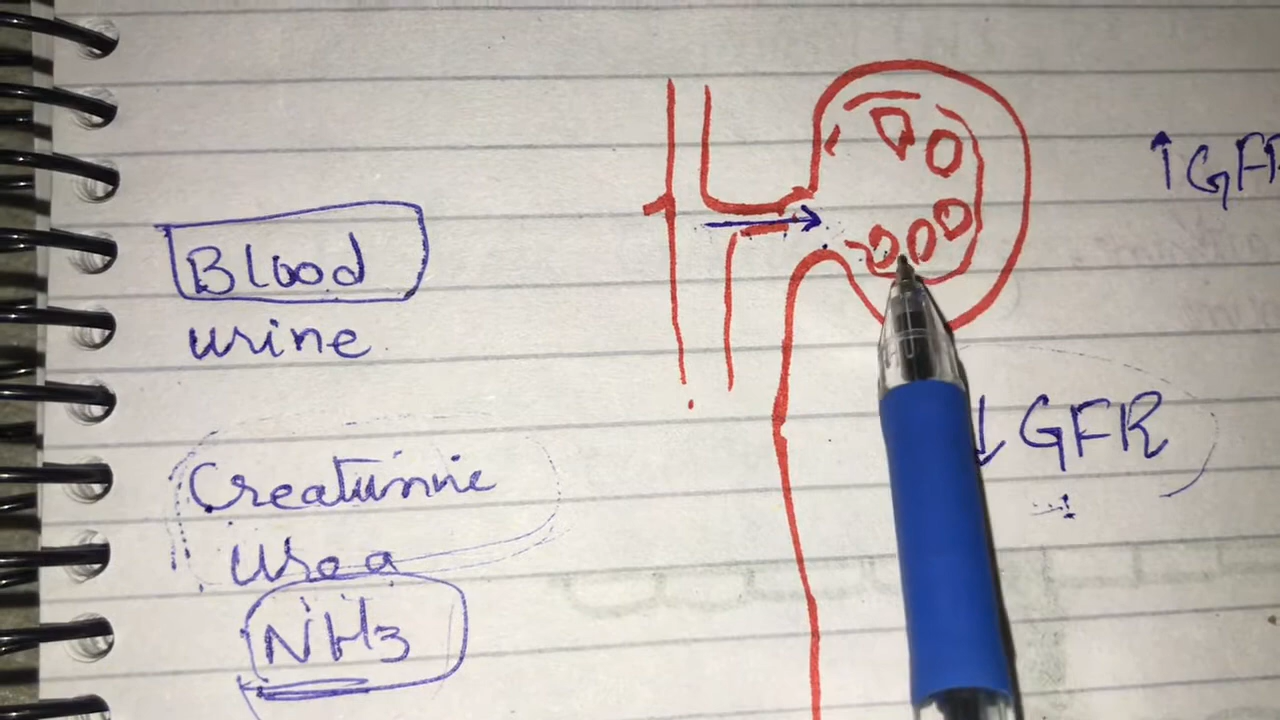 ↑GFR
Blood
urine
↓ GFR
Creatinine
Urea
NH3